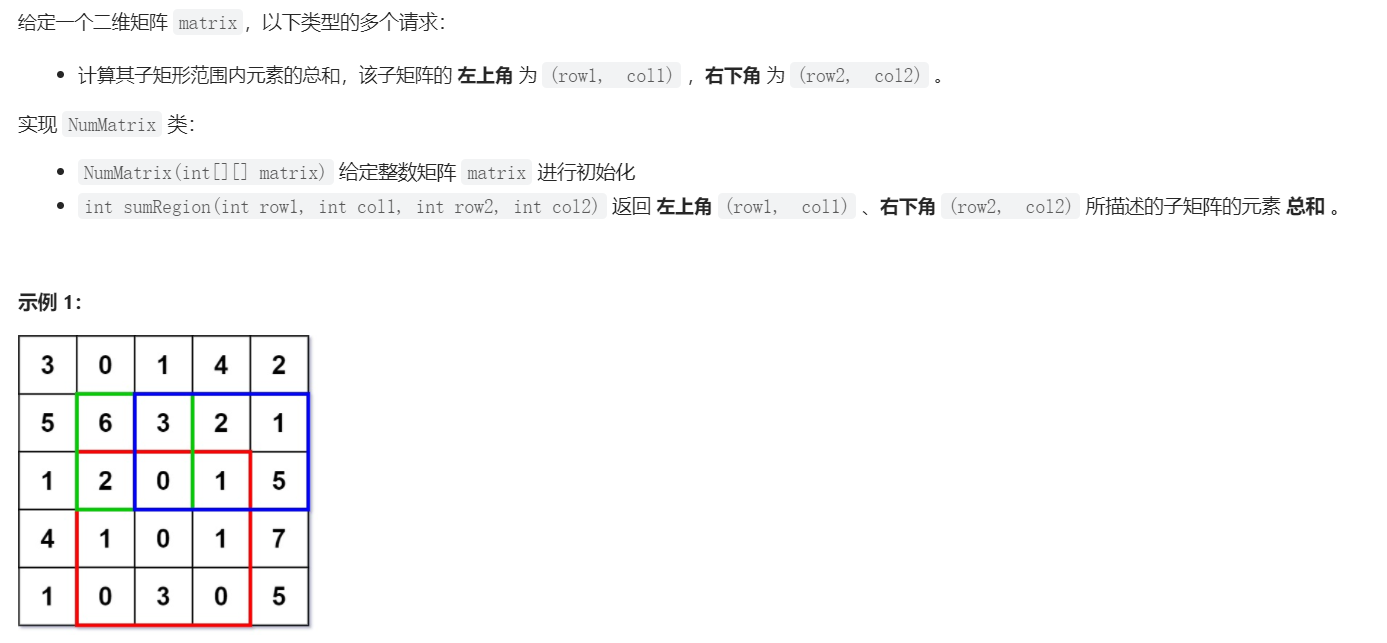 给定一个二维矩阵 matrix，以下类型的多个请求：
计算其子矩形范围内元素的总和，该子矩阵的 左上角 为 (row1, col1) ，右下角 为 (row2, col2) 。
实现 NumMatrix 类：
NumMatrix(int[][] matrix) 给定整数矩阵 matrix 进行初始化
int sumRegion(int row1, int col1, int row2, int col2) 返回 左上角 (row1, col1) 、右下角 (row2, col2) 所描述的子矩阵的元素 总和 。
示例 1：
3 0 1 4 2
5 6 3 2 1
1 2 0 1 5
4 1 0 1 7
1 0 3 0 5